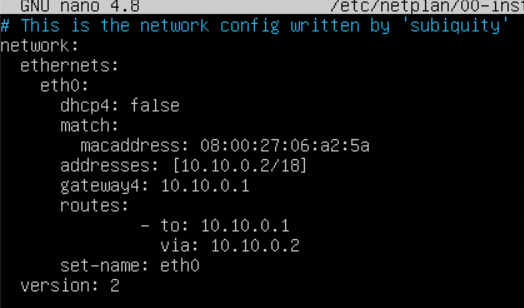 GNU nano 4.8 /etc/netplan/00-inst
# This is the network config written by 'subiquity'
network:
  ethernets:
    eth0:
      dhcp4: false
      match:
        macaddress: 08:00:27:06:a2:5a
      addresses: [10.10.0.2/18]
      gateway4: 10.10.0.1
      routes:
              - to: 10.10.0.1
                via: 10.10.0.2
      set-name: eth0
  version: 2